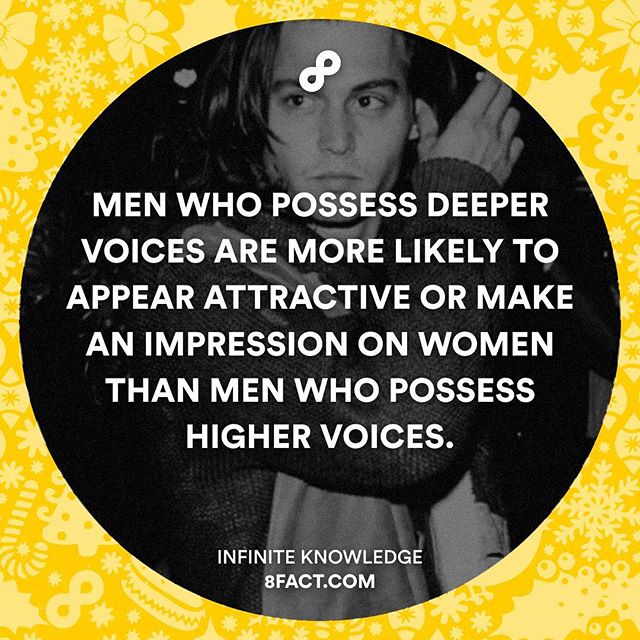 MEN WHO POSSESS DEEPER
VOICES ARE MORE LIKELY TO
APPEAR ATTRACTIVE OR MAKE
AN IMPRESSION ON WOMEN
THAN MEN WHO POSSESS
HIGHER VOICES.
INFINITE KNOWLEDGE
8FACT.COM